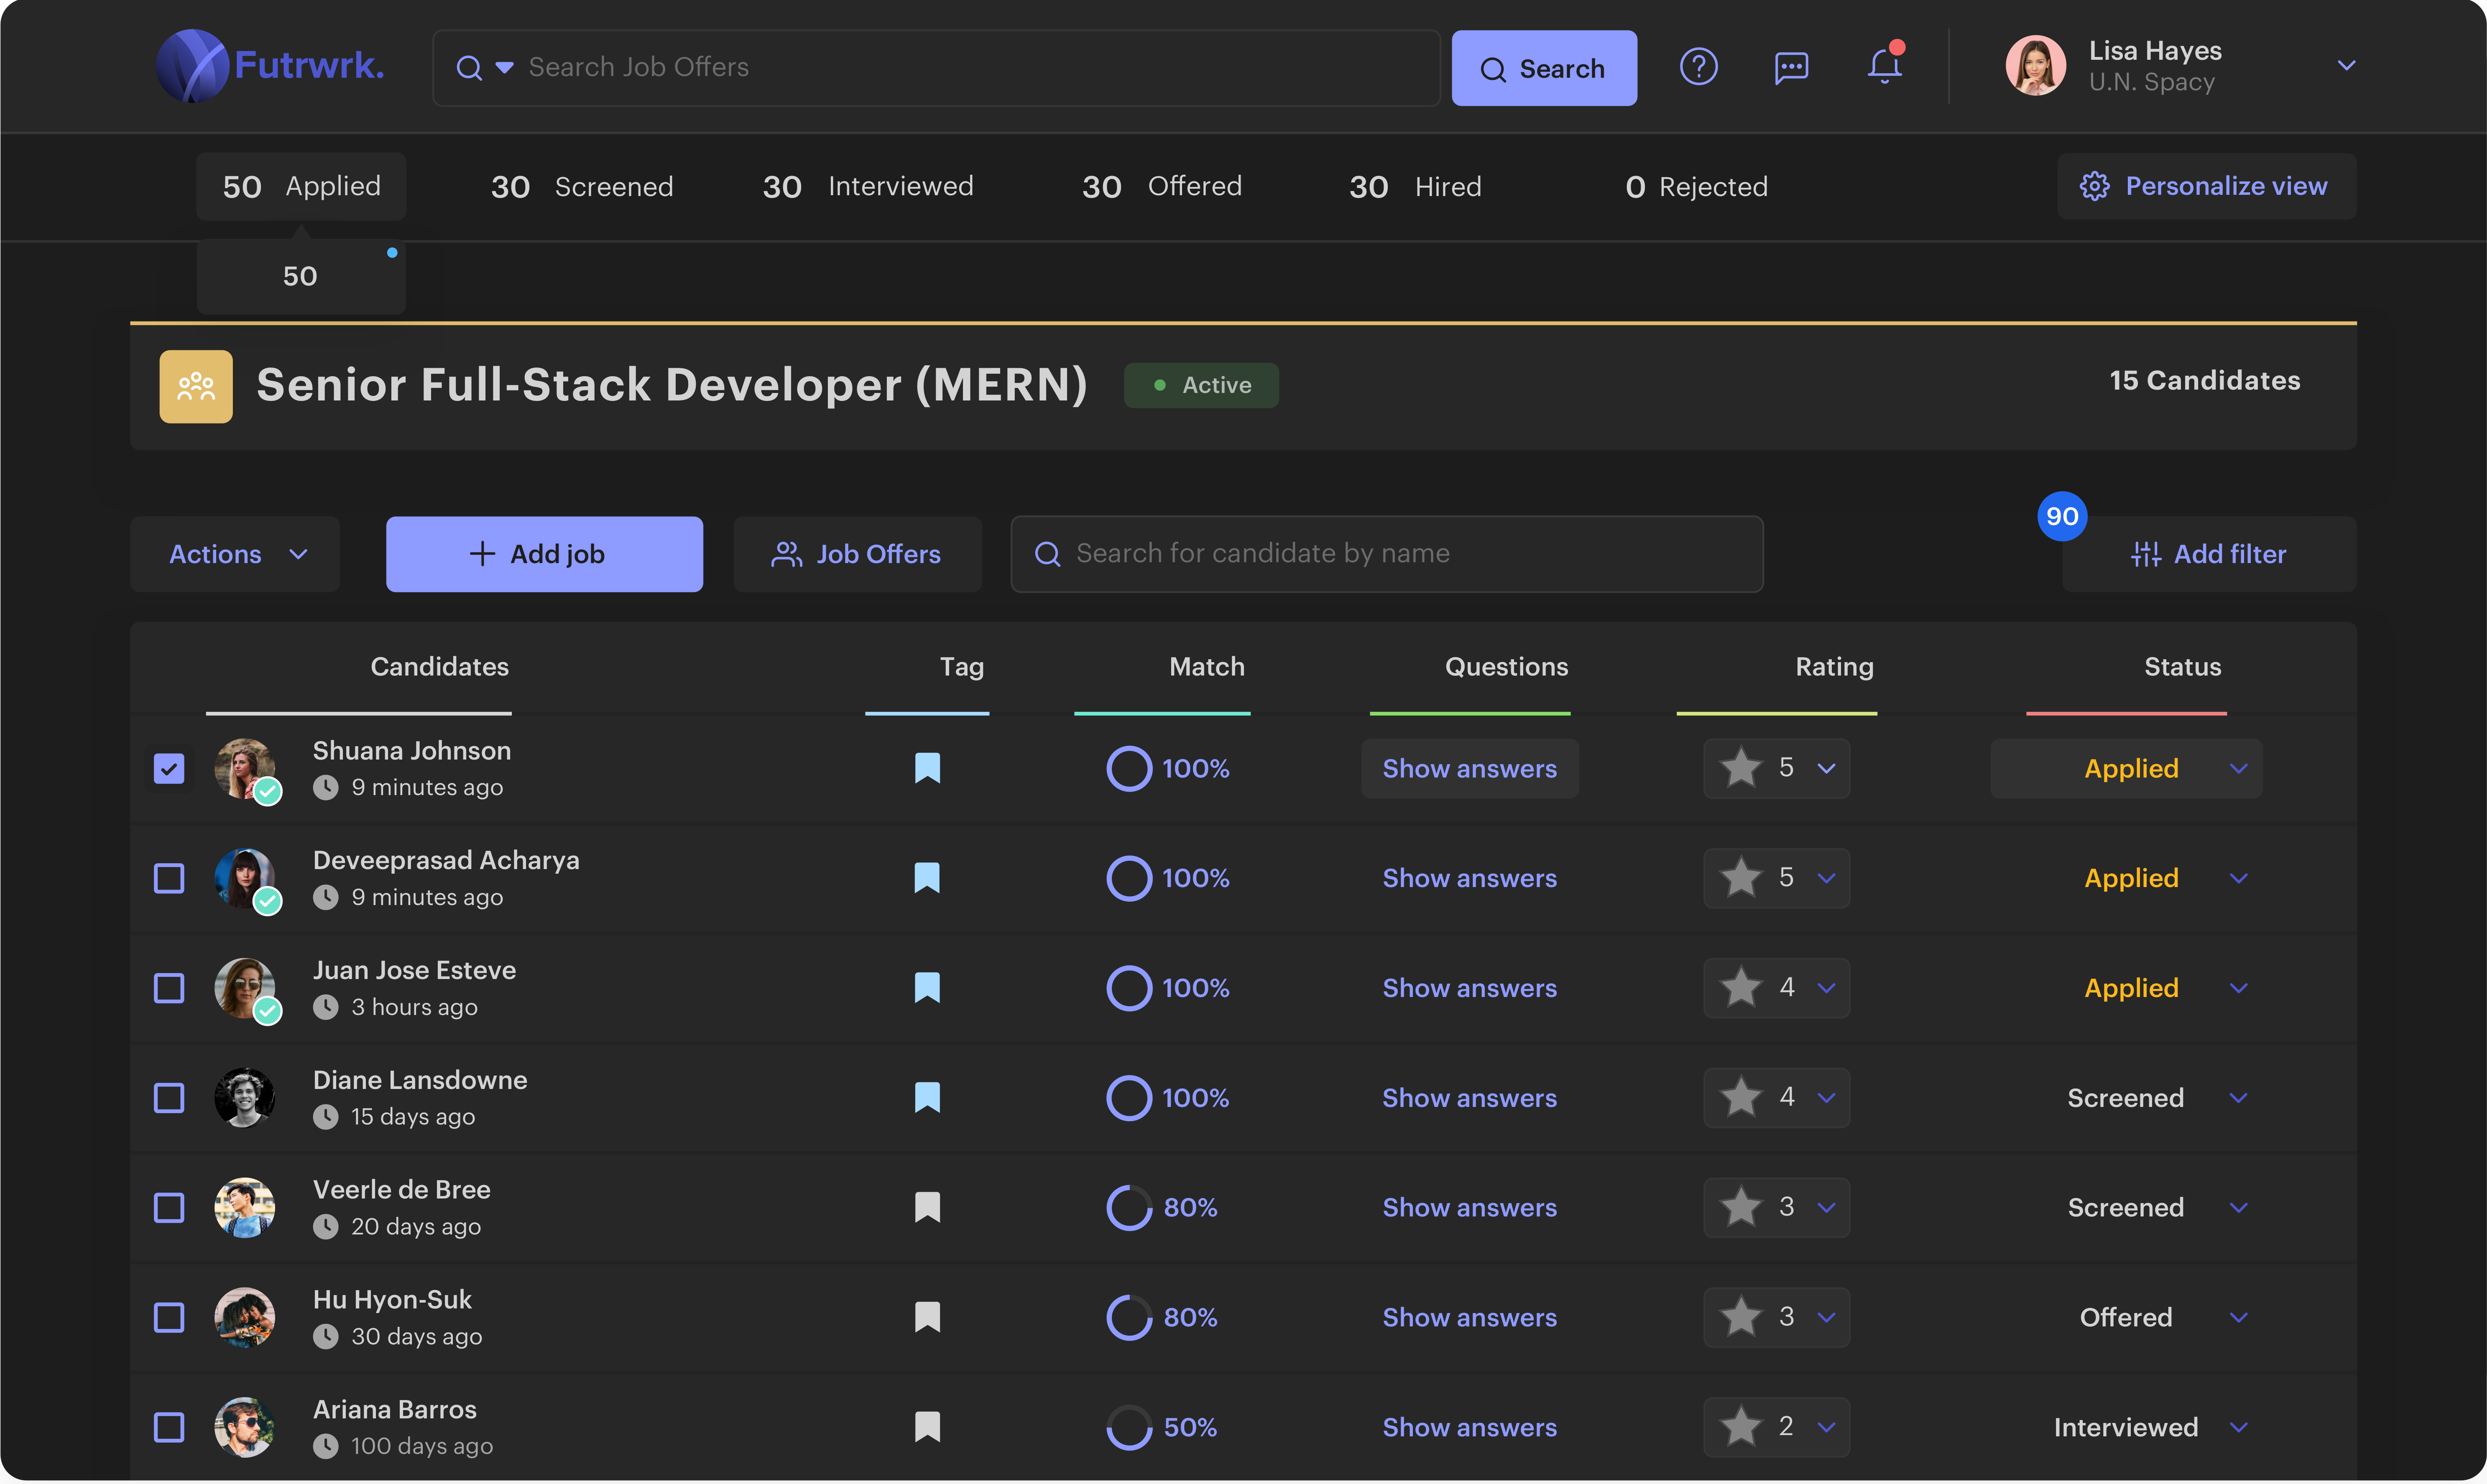 Futrwrk.
Search Job Offers
Search
Lisa Hayes
U.N. Spacy
50 Applied
30 Screened
30 Interviewed
30 Offered
30 Hired
0 Rejected
Personalize view
50
Senior Full-Stack Developer (MERN)
Active
15 Candidates
Actions
Add job
Job Offers
Search for candidate by name
90
Add filter
Candidates
Tag
Match
Questions
Rating
Status
Shuana Johnson
9 minutes ago
100%
Show answers
5
Applied
Deveeprasad Acharya
9 minutes ago
100%
Show answers
5
Applied
Juan Jose Esteve
3 hours ago
100%
Show answers
4
Applied
Diane Lansdowne
15 days ago
100%
Show answers
4
Screened
Veerle de Bree
20 days ago
80%
Show answers
3
Screened
Hu Hyon-Suk
30 days ago
80%
Show answers
3
Offered
Ariana Barros
100 days ago
50%
Show answers
2
Interviewed